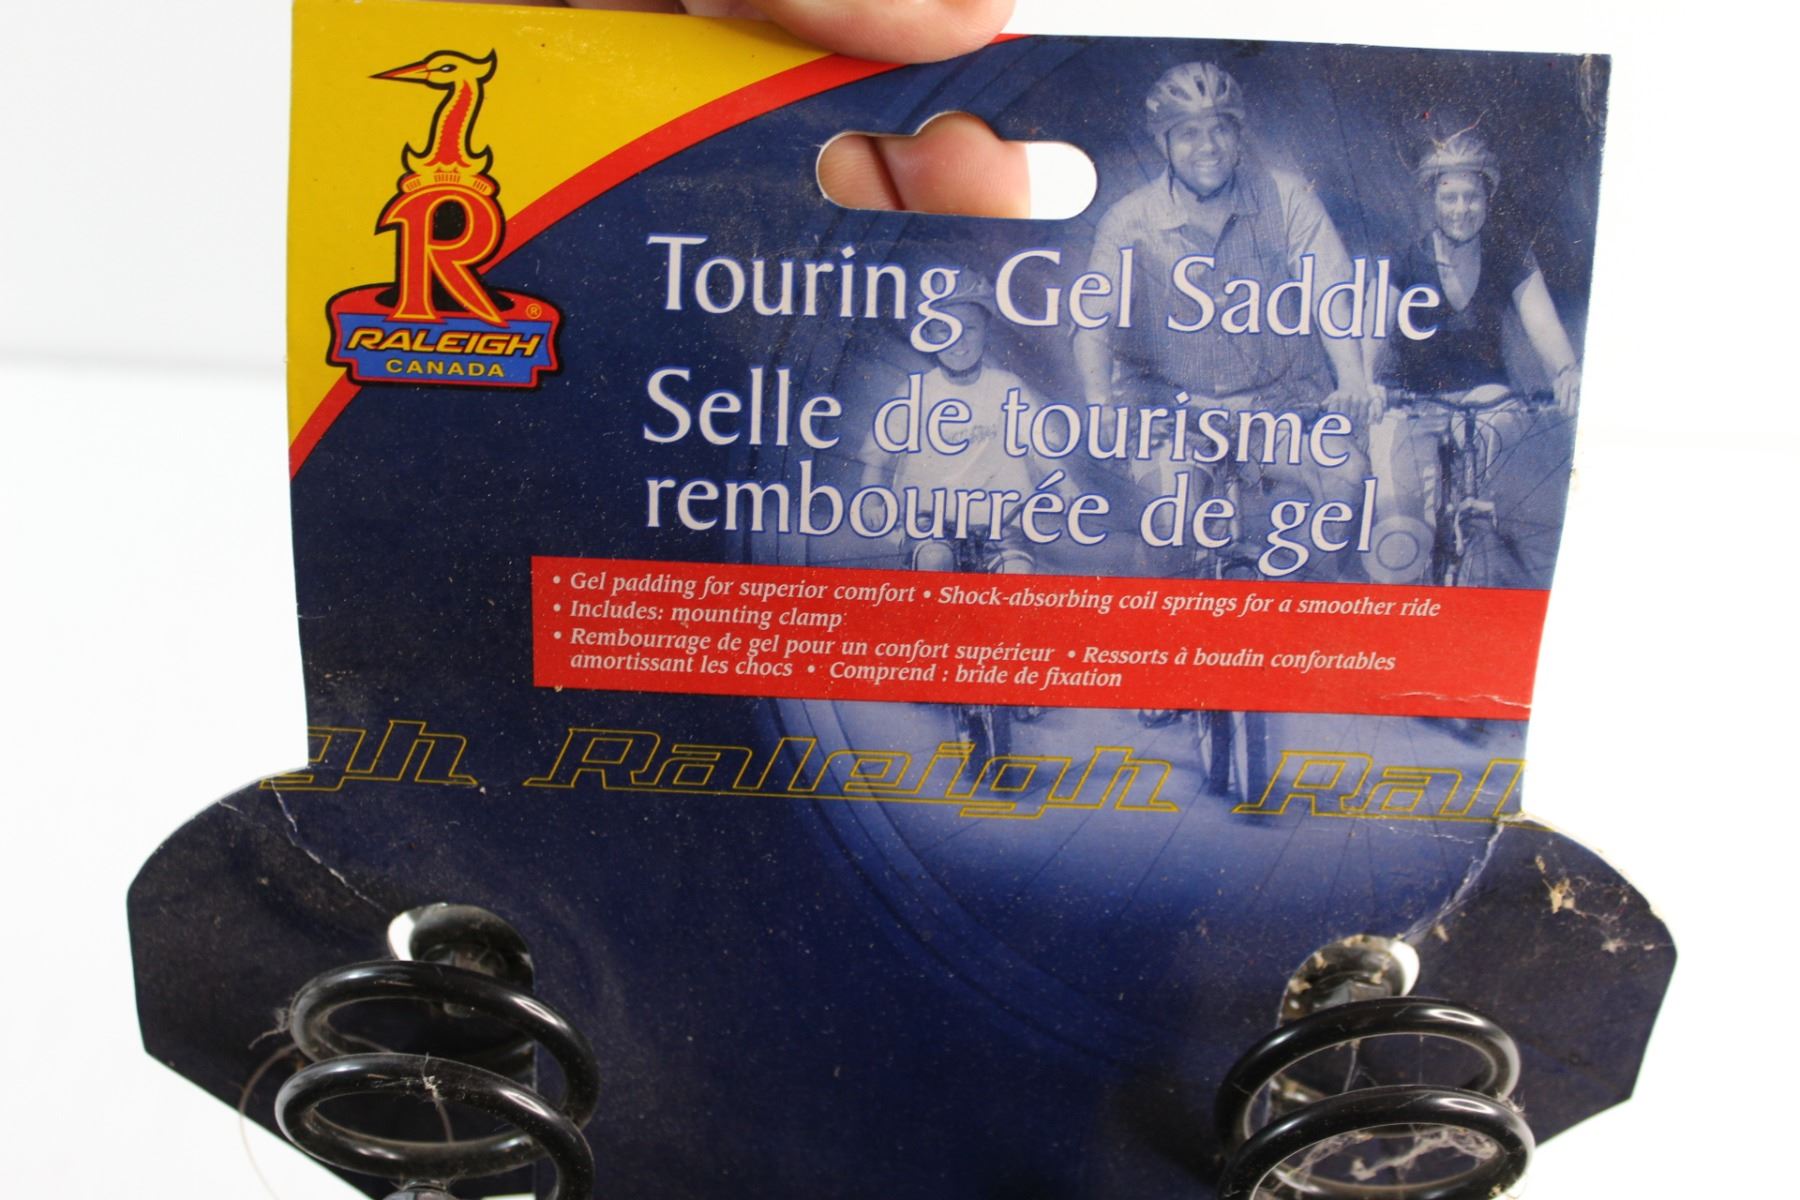 R
®
RALEIGH
CANADA
Touring Gel Saddle
Selle de tourisme
rembourrée de gel
• Gel padding for superior comfort • Shock-absorbing coil springs for a smoother ride
• Includes: mounting clamp
• Rembourrage de gel pour un confort supérieur • Ressorts à boudin confortables
amortissant les chocs • Comprend : bride de fixation
gh Raleigh Ral